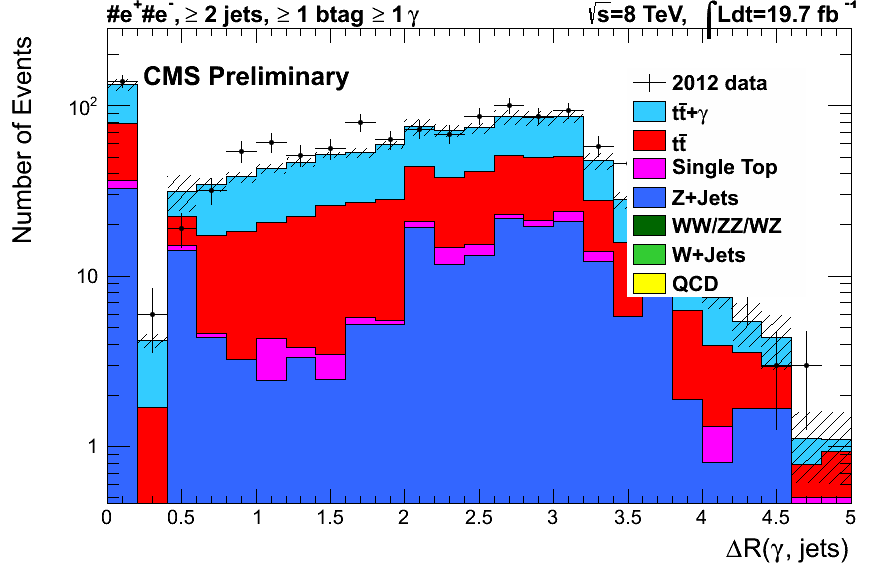 #e⁺#e⁻, ≥ 2 jets, ≥ 1 btag ≥ 1 γ
√s=8 TeV, ∫Ldt=19.7 fb⁻¹
CMS Preliminary
Number of Events
10²
10
1
2012 data
tt̄+γ
tt̄
Single Top
Z+Jets
WW/ZZ/WZ
W+Jets
QCD
0 0.5 1 1.5 2 2.5 3 3.5 4 4.5 5
ΔR(γ, jets)